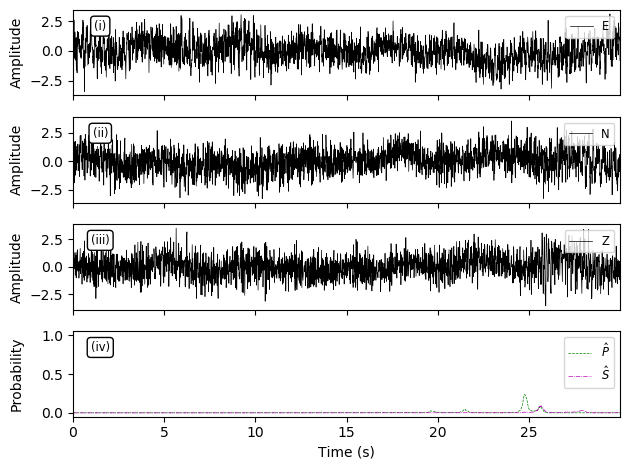 (i)
E
2.5
0.0
−2.5
Amplitude
(ii)
N
2.5
0.0
−2.5
Amplitude
(iii)
Z
2.5
0.0
−2.5
Amplitude
(iv)
P̂
Ŝ
1.0
0.5
0.0
Probability
0 5 10 15 20 25
Time (s)